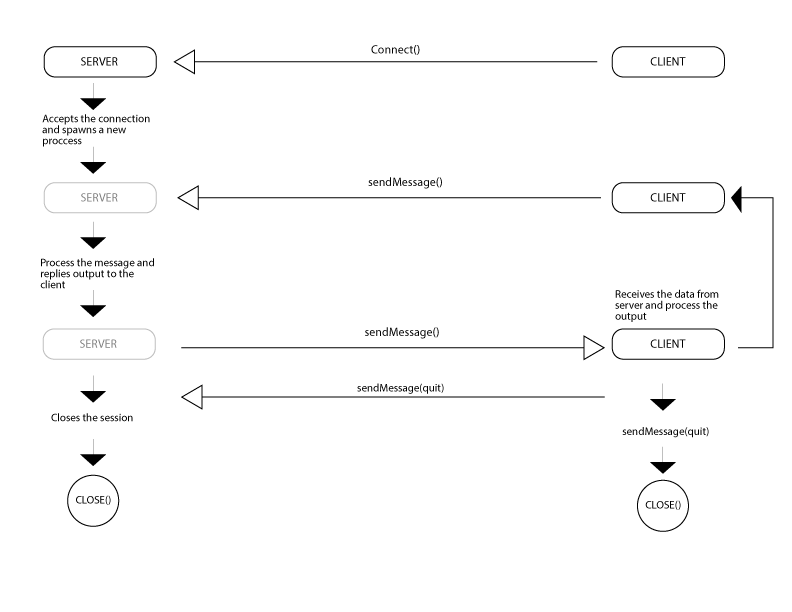 SERVER
Connect()
CLIENT
Accepts the connection
and spawns a new
proccess
SERVER
sendMessage()
CLIENT
Process the message and
replies output to the
client
Receives the data from
server and process the
output
SERVER
sendMessage()
CLIENT
sendMessage(quit)
Closes the session
sendMessage(quit)
CLOSE()
CLOSE()